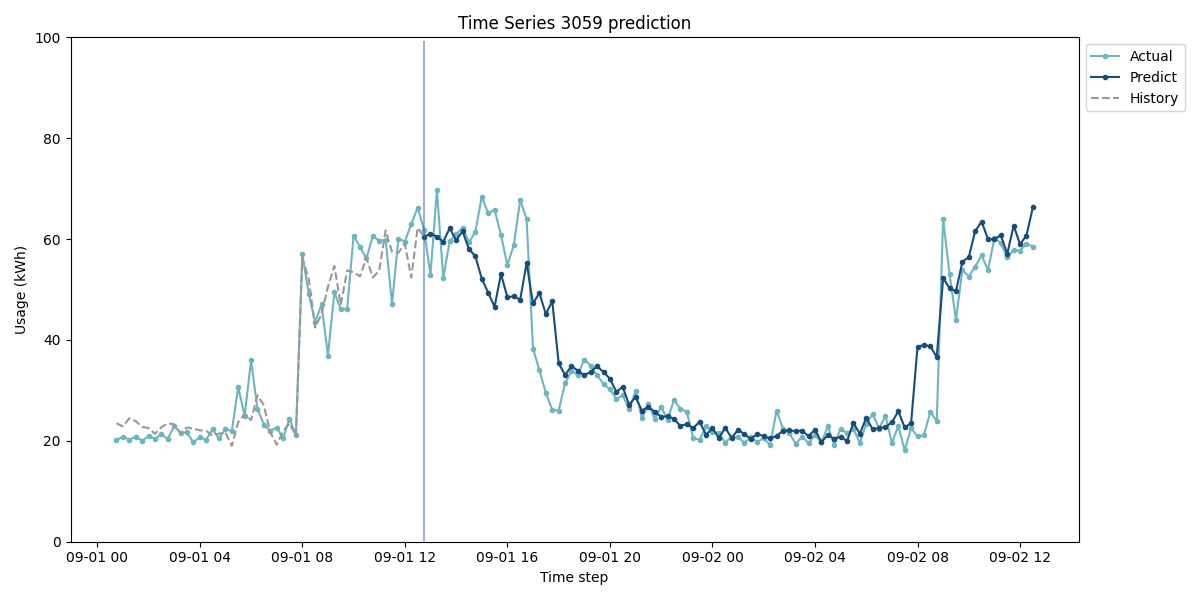 Time Series 3059 prediction
100
80
60
40
20
0
Usage (kWh)
09-01 00
09-01 04
09-01 08
09-01 12
09-01 16
09-01 20
09-02 00
09-02 04
09-02 08
09-02 12
Time step
Actual
Predict
History